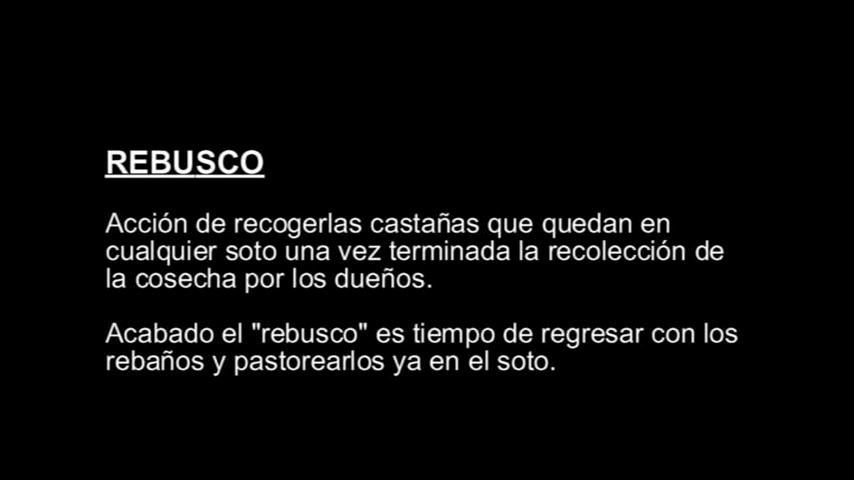 REBUSCO
Acción de recogerlas castañas que quedan en
cualquier soto una vez terminada la recolección de
la cosecha por los dueños.
Acabado el "rebusco" es tiempo de regresar con los
rebaños y pastorearlos ya en el soto.